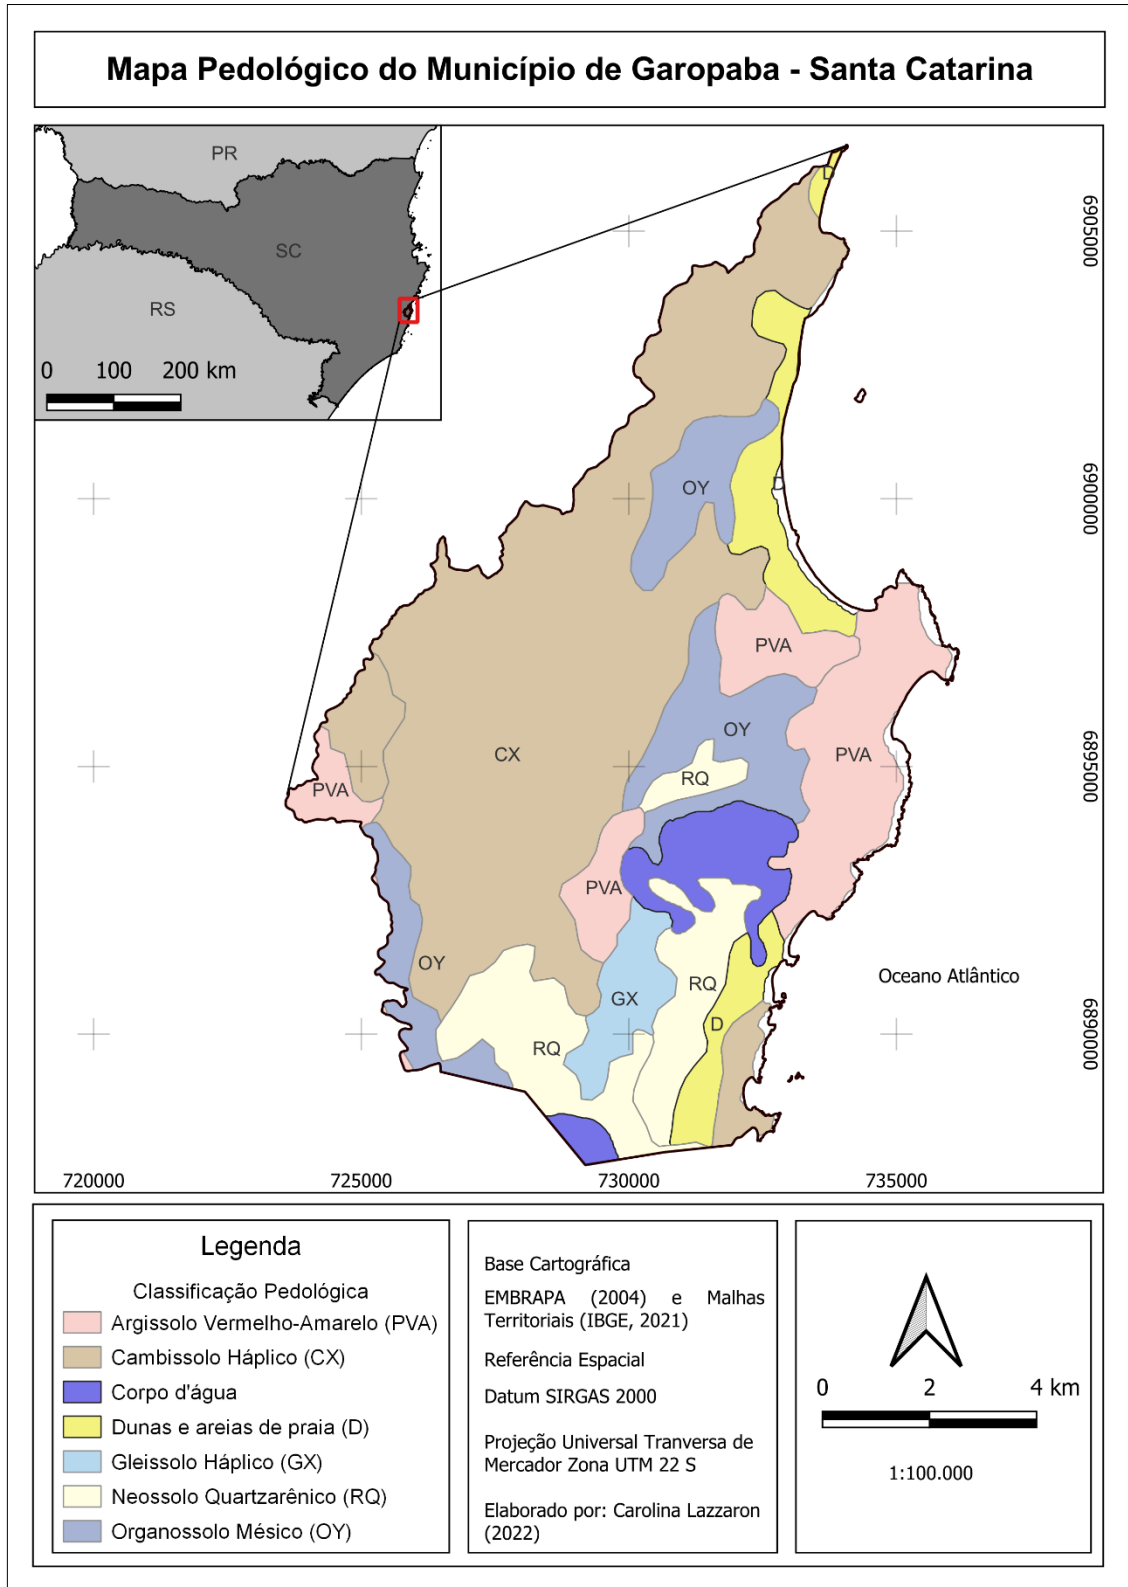 Mapa Pedológico do Município de Garopaba - Santa Catarina
PR
SC
RS
0 100 200 km
D
6905000
OY
D
6900000
PVA
OY
CX
PVA
RQ
PVA
6895000
PVA
OY
RQ
Oceano Atlântico
GX
D
RQ
6890000
720000 725000 730000 735000
Legenda
Classificação Pedológica
Argissolo Vermelho-Amarelo (PVA)
Cambissolo Háplico (CX)
Corpo d'água
Dunas e areias de praia (D)
Gleissolo Háplico (GX)
Neossolo Quartzarênico (RQ)
Organossolo Mésico (OY)
Base Cartográfica
EMBRAPA (2004) e Malhas
Territoriais (IBGE, 2021)
Referência Espacial
Datum SIRGAS 2000
Projeção Universal Tranversa de
Mercador Zona UTM 22 S
Elaborado por: Carolina Lazzaron
(2022)
0 2 4 km
1:100.000